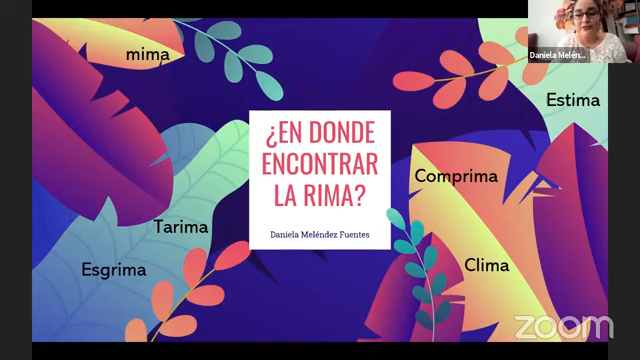 mima
Daniela Melén...
Estima
¿EN DONDE
ENCONTRAR
LA RIMA?
Comprima
Tarima
Daniela Meléndez Fuentes
Esgrima
Clima
zoom